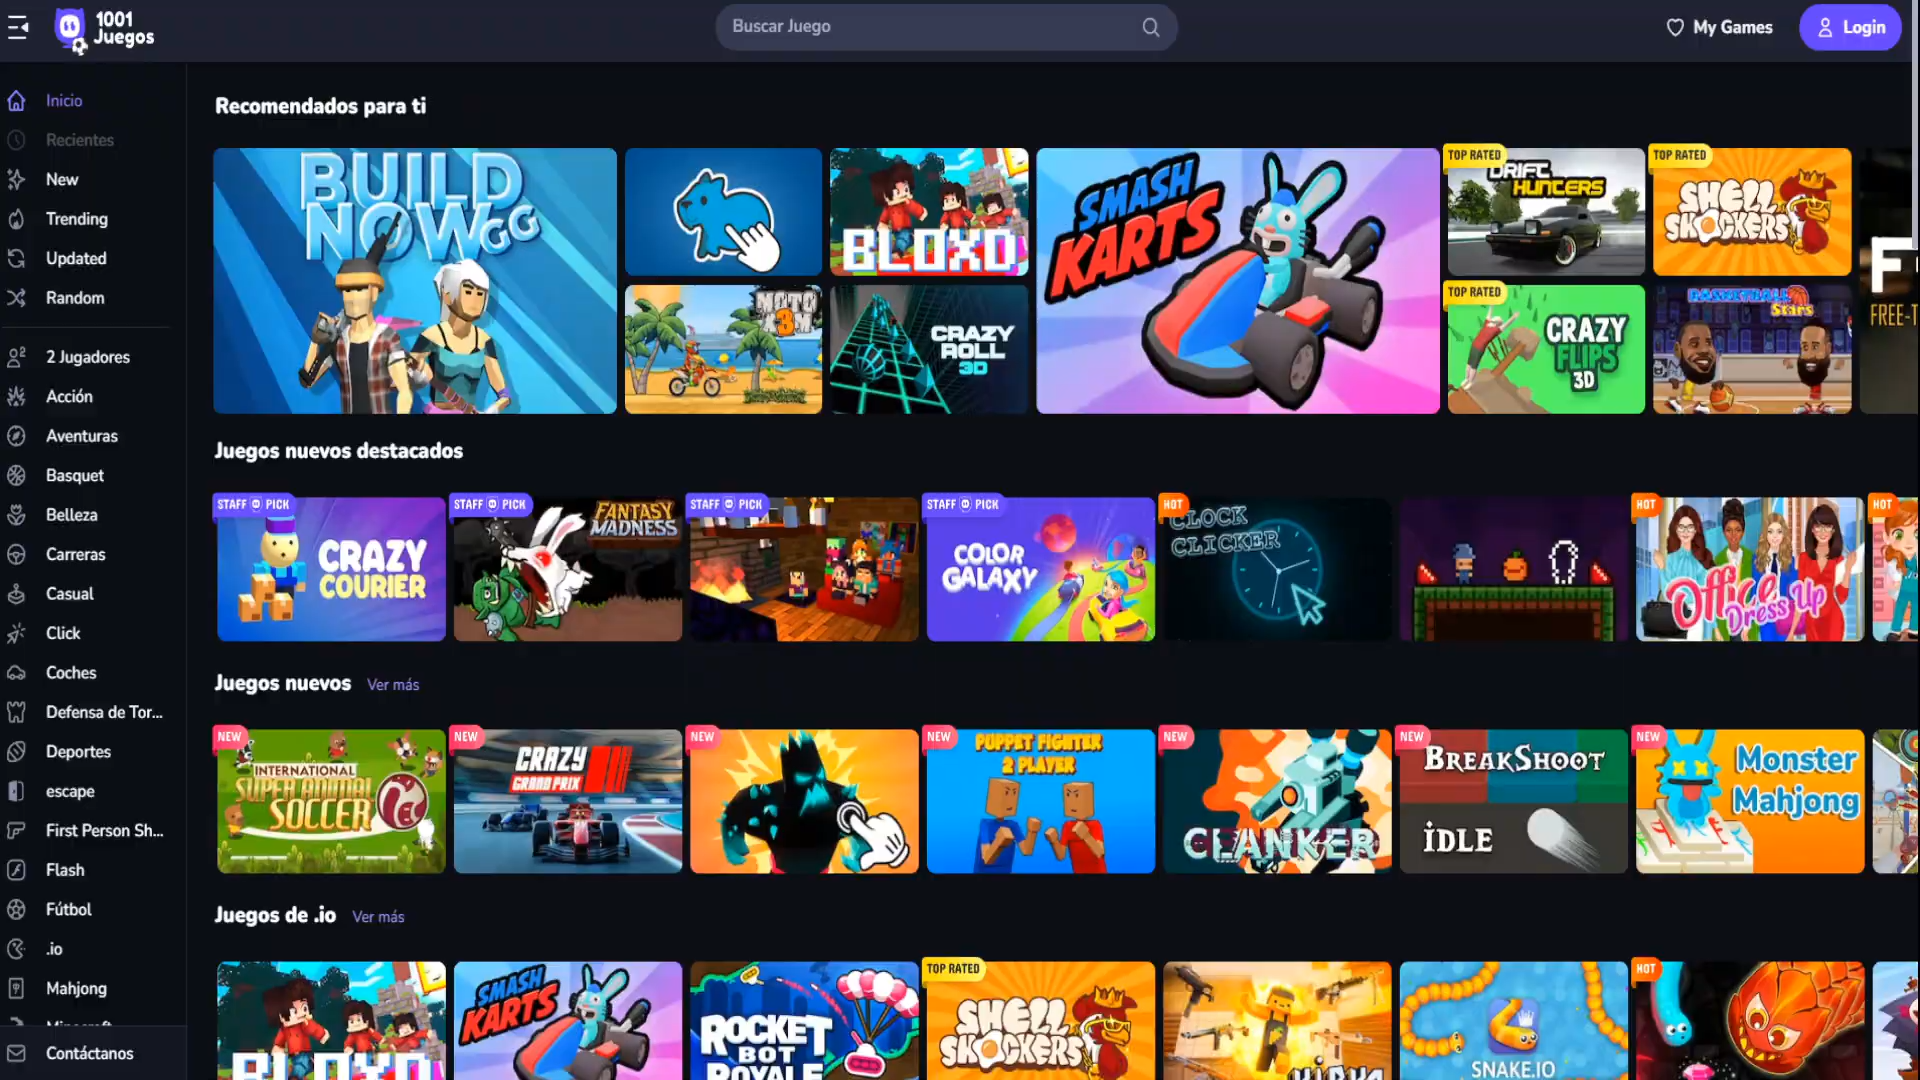 1001
Juegos
Buscar Juego
My Games
Login
Inicio
Recientes
New
Trending
Updated
Random
2 Jugadores
Acción
Aventuras
Basquet
Belleza
Carreras
Casual
Click
Coches
Defensa de Tor...
Deportes
escape
First Person Sh...
Flash
Fútbol
.io
Mahjong
Contáctanos
Recomendados para ti
BUILD
NOW GG
BLOXD
MOTO
X3M
CRAZY
ROLL
3D
SMASH
KARTS
TOP RATED
DRIFT
HUNTERS
TOP RATED
SHELL
SHOCKERS
TOP RATED
CRAZY
FLIPS
3D
BASKETBALL
Stars
FREE-T
Juegos nuevos destacados
STAFF PICK
CRAZY
COURIER
STAFF PICK
FANTASY
MADNESS
STAFF PICK
STAFF PICK
COLOR
GALAXY
HOT
CLOCK
CLICKER
HOT
Office
Dress Up
HOT
Juegos nuevos Ver más
NEW
INTERNATIONAL
SUPER ANIMAL
SOCCER
NEW
CRAZY
GRAND PRIX
NEW
NEW
PUPPET FIGHTER
2 PLAYER
NEW
CLANKER
NEW
BREAKSHOOT
IDLE
NEW
Monster
Mahjong
Juegos de .io Ver más
BLOXD
SMASH
KARTS
ROCKET
BOT
ROYALE
TOP RATED
SHELL
SHOCKERS
SNAKE.IO
HOT